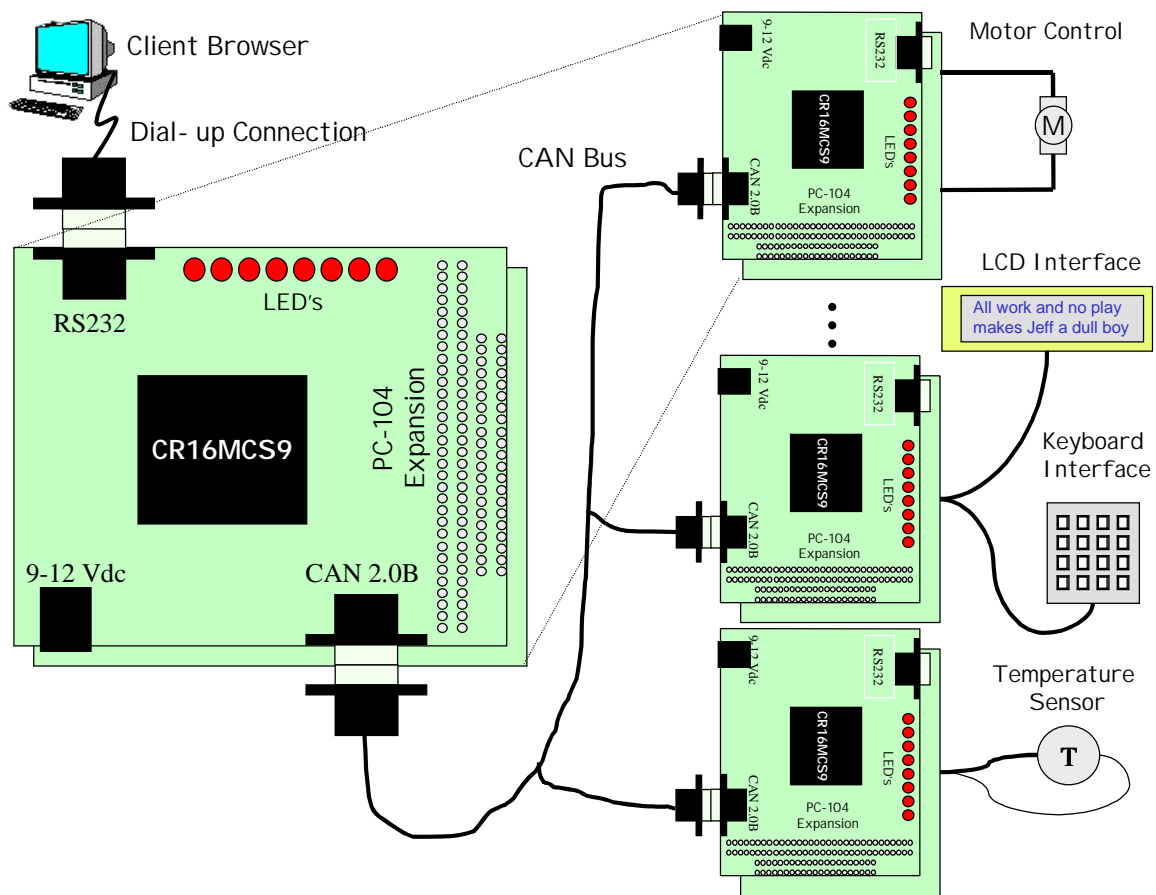 Client Browser
Dial- up Connection
RS232
LED's
CR16MCS9
PC-104
Expansion
9-12 Vdc
CAN 2.0B
CAN Bus
9-12 Vdc
RS232
CR16MCS9
LED's
CAN 2.0B
PC-104
Expansion
Motor Control
M
9-12 Vdc
RS232
CR16MCS9
LED's
CAN 2.0B
PC-104
Expansion
LCD Interface
All work and no play
makes Jeff a dull boy
Keyboard
Interface
9-12 Vdc
RS232
CR16MCS9
LED's
CAN 2.0B
PC-104
Expansion
Temperature
Sensor
T